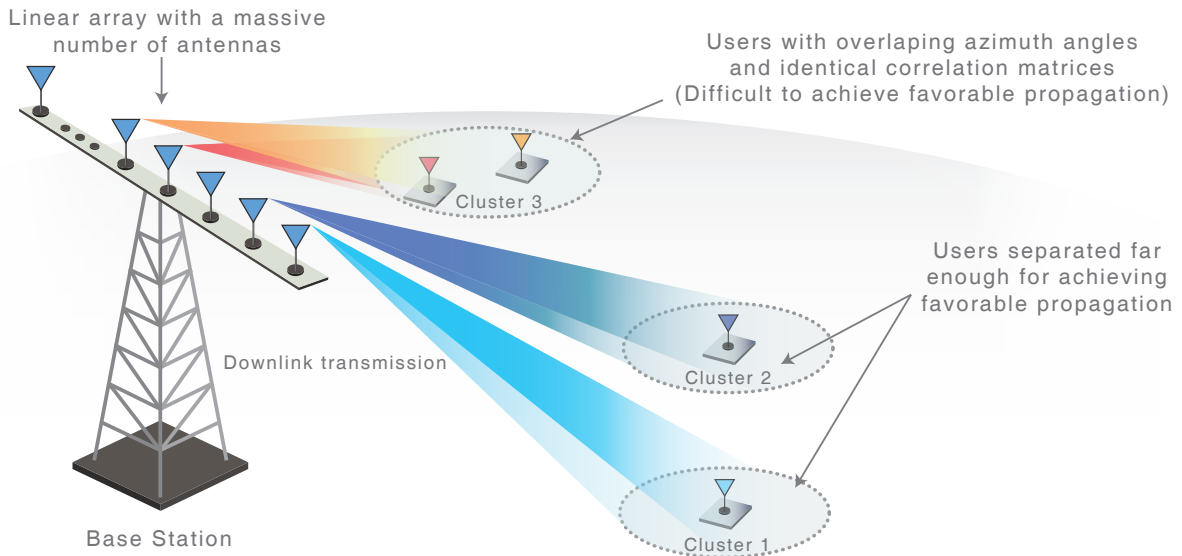 Linear array with a massive
number of antennas
Users with overlaping azimuth angles
and identical correlation matrices
(Difficult to achieve favorable propagation)
Cluster 3
Users separated far
enough for achieving
favorable propagation
Downlink transmission
Cluster 2
Cluster 1
Base Station